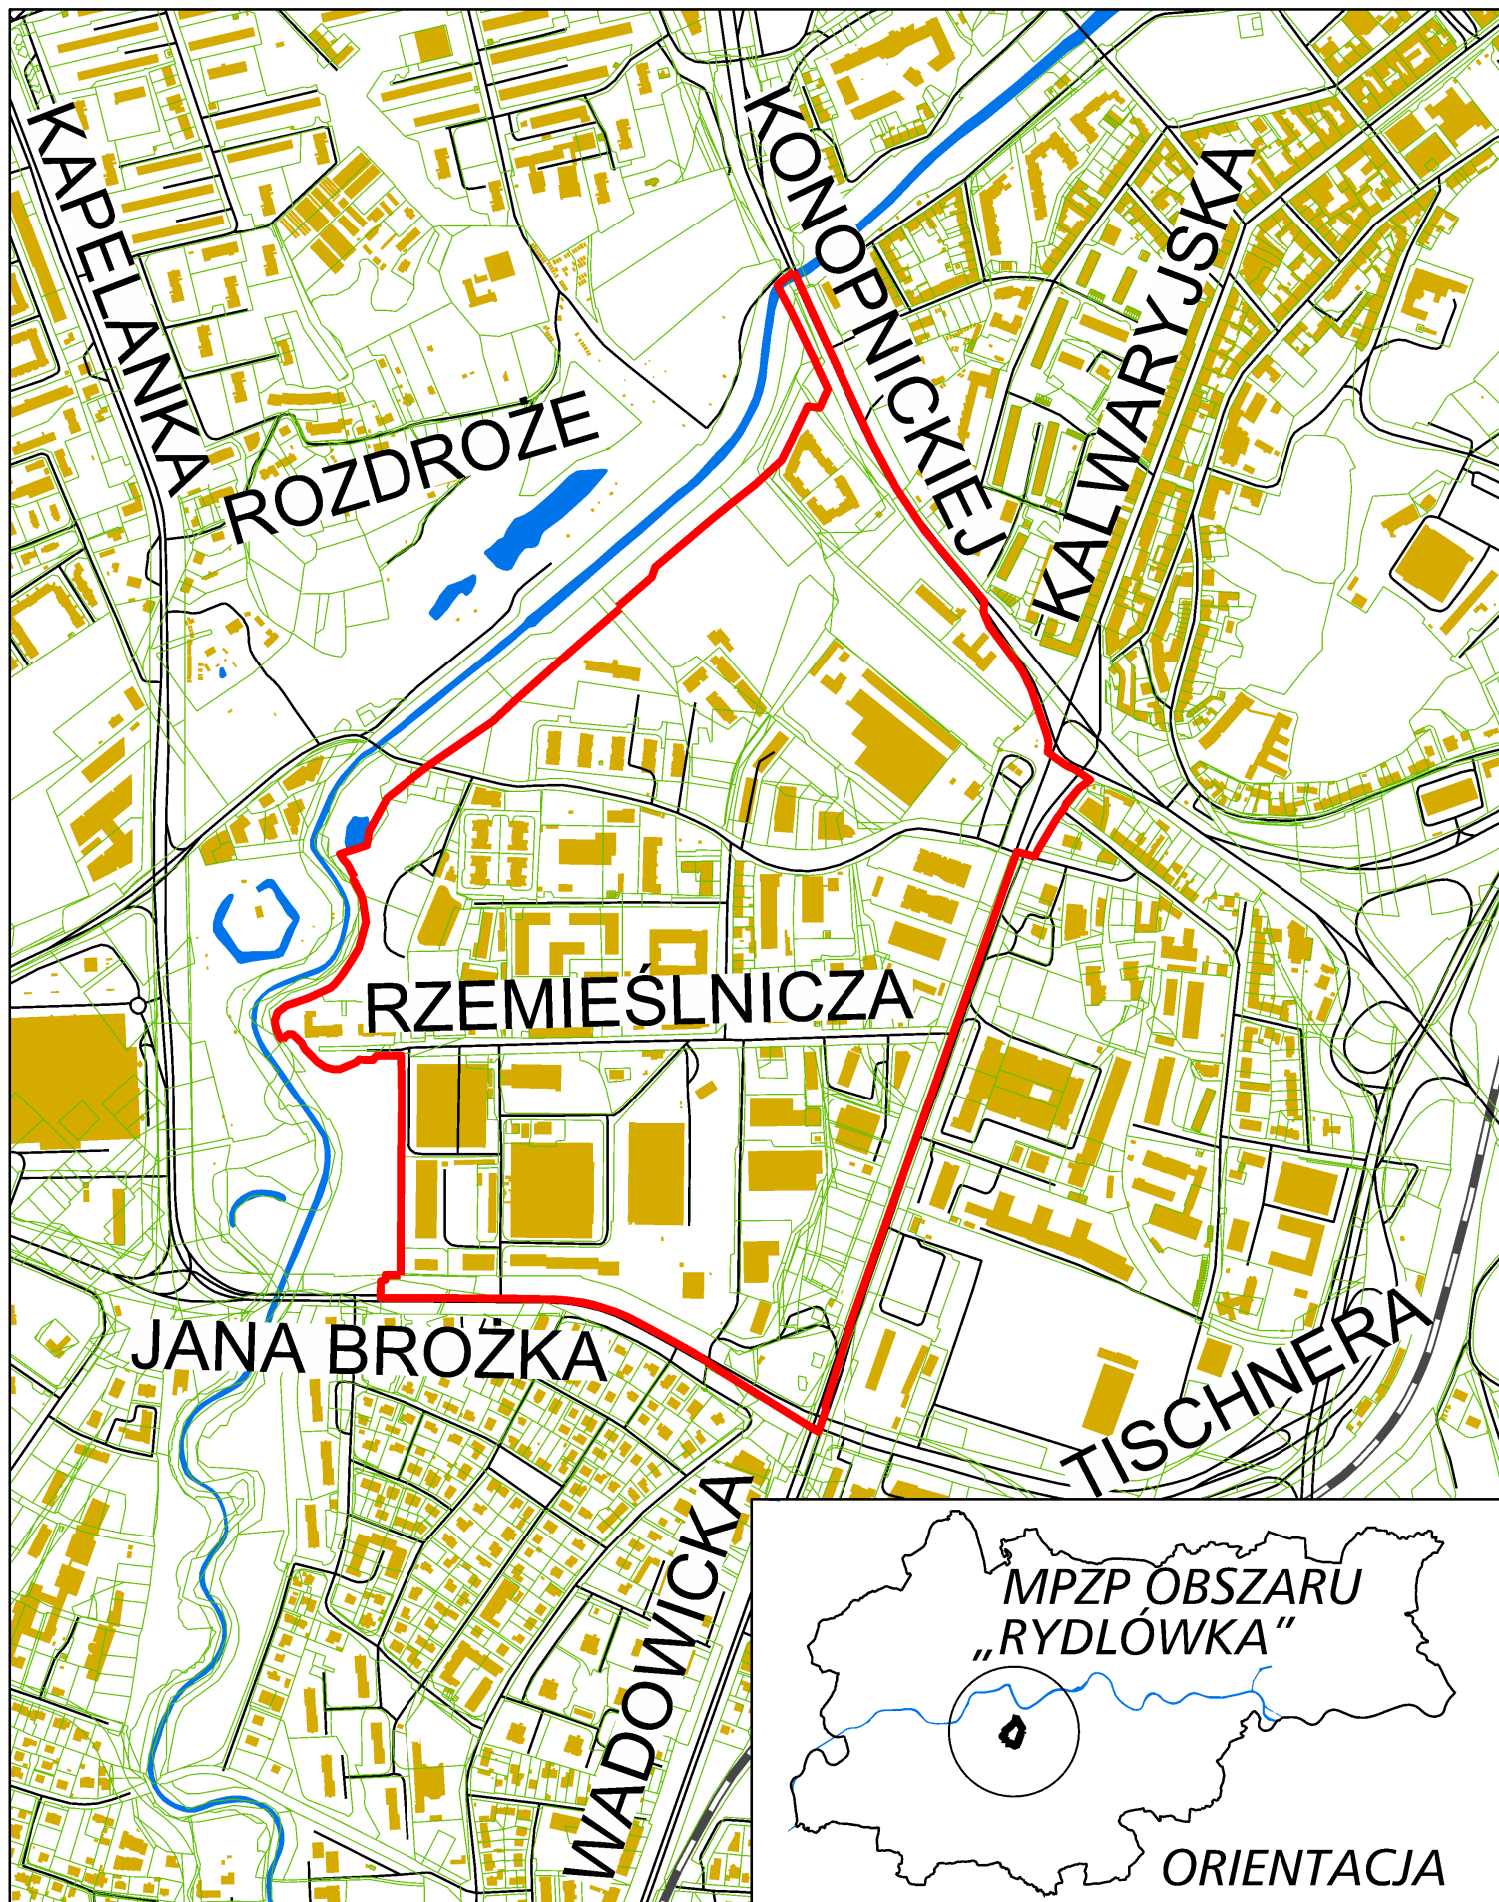 KAPELANKA
KONOPNICKIEJ
KALWARYJSKA
ROZDROŻE
RZEMIEŚLNICZA
JANA BROŻKA
TISCHNERA
WADOWICKA
MPZP OBSZARU
„RYDLÓWKA”
ORIENTACJA